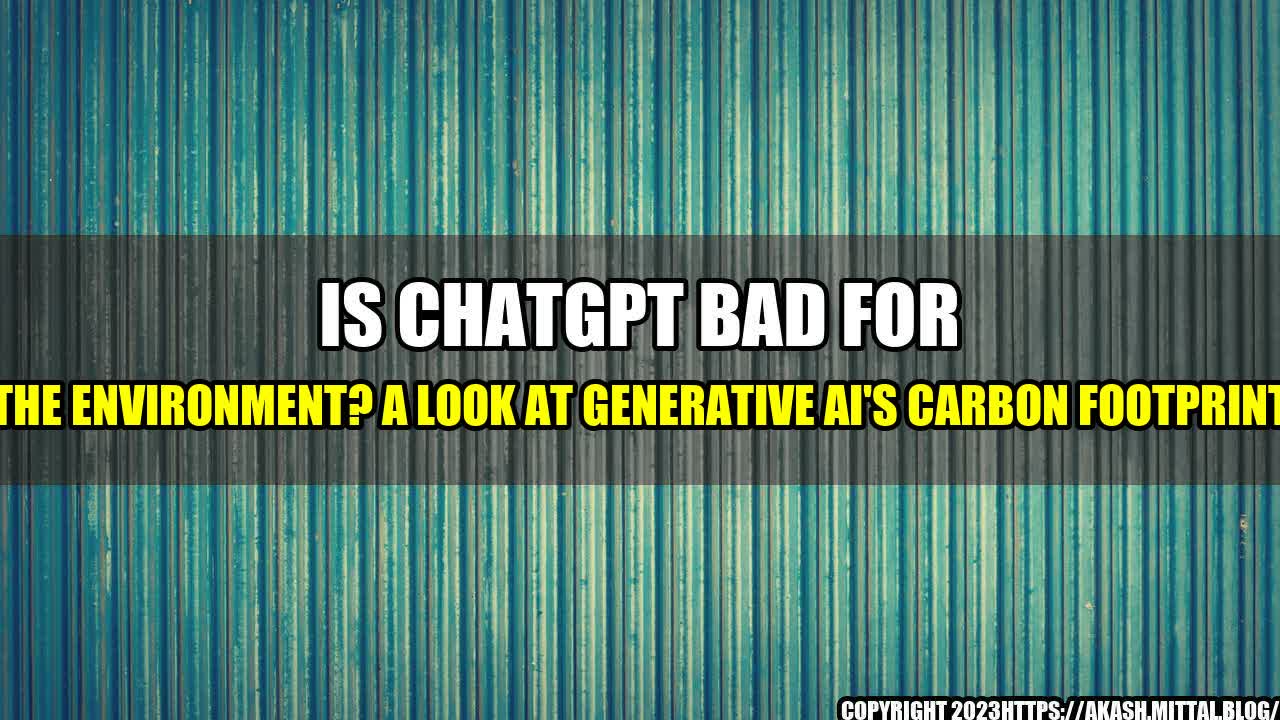 IS CHATGPT BAD FOR
THE ENVIRONMENT? A LOOK AT GENERATIVE AI'S CARBON FOOTPRINT
COPYRIGHT 2023HTTPS://AKASH.MITTAL.BLOG/